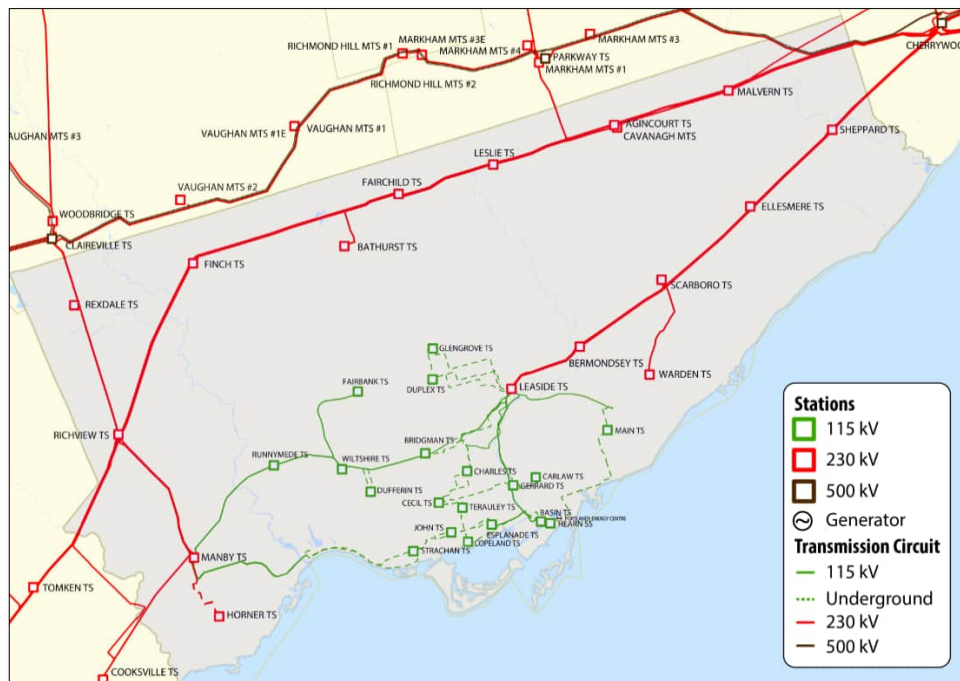 MARKHAM MTS #3E
RICHMOND HILL MTS #1
MARKHAM MTS #4
MARKHAM MTS #3
PARKWAY TS
CHERRYWOO
MARKHAM MTS #1
RICHMOND HILL MTS #2
MALVERN TS
AGINCOURT TS
CAVANAGH MTS
SHEPPARD TS
VAUGHAN MTS #3
VAUGHAN MTS #1E
VAUGHAN MTS #1
LESLIE TS
FAIRCHILD TS
VAUGHAN MTS #2
WOODBRIDGE TS
CLAIREVILLE TS
BATHURST TS
ELLESMERE TS
FINCH TS
SCARBORO TS
REXDALE TS
GLENGROVE TS
BERMONDSEY TS
WARDEN TS
FAIRBANK TS
DUPLEX TS
LEASIDE TS
RICHVIEW TS
BRIDGMAN TS
MAIN TS
RUNNYMEDE TS
WILTSHIRE TS
CHARLES TS
CARLAW TS
GERRARD TS
DUFFERIN TS
CECIL TS
TERAULEY TS
BASIN TS
PORTLANDS ENERGY CENTRE
HEARN SS
JOHN TS
ESPLANADE TS
COPELAND TS
STRACHAN TS
MANBY TS
TOMKEN TS
HORNER TS
COOKSVILLE TS
Stations
115 kV
230 kV
500 kV
Generator
Transmission Circuit
115 kV
Underground
230 kV
500 kV